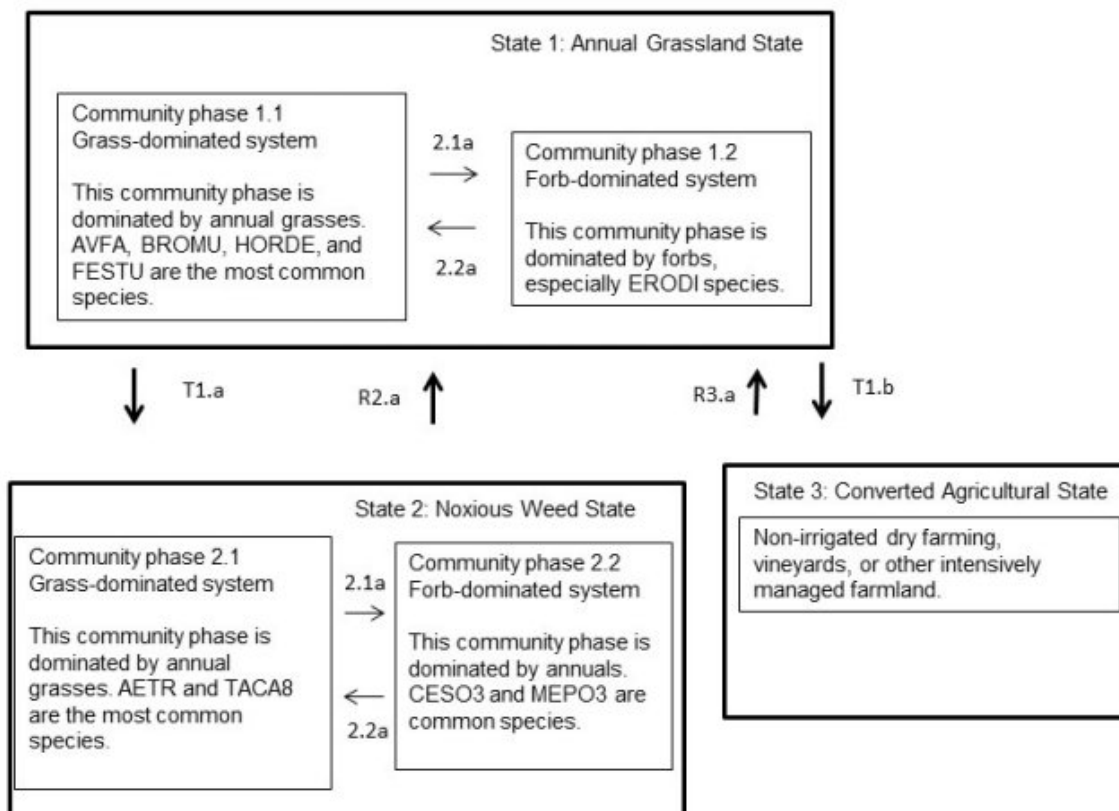 State 1: Annual Grassland State
Community phase 1.1
Grass-dominated system
This community phase is
dominated by annual grasses.
AVFA, BROMU, HORDE, and
FESTU are the most common
species.
2.1a
2.2a
Community phase 1.2
Forb-dominated system
This community phase is
dominated by forbs,
especially ERODI species.
T1.a
R2.a
R3.a
T1.b
State 2: Noxious Weed State
Community phase 2.1
Grass-dominated system
This community phase is
dominated by annual
grasses. AETR and TACA8
are the most common
species.
2.1a
2.2a
Community phase 2.2
Forb-dominated system
This community phase is
dominated by annuals.
CESO3 and MEPO3 are
common species.
State 3: Converted Agricultural State
Non-irrigated dry farming,
vineyards, or other intensively
managed farmland.